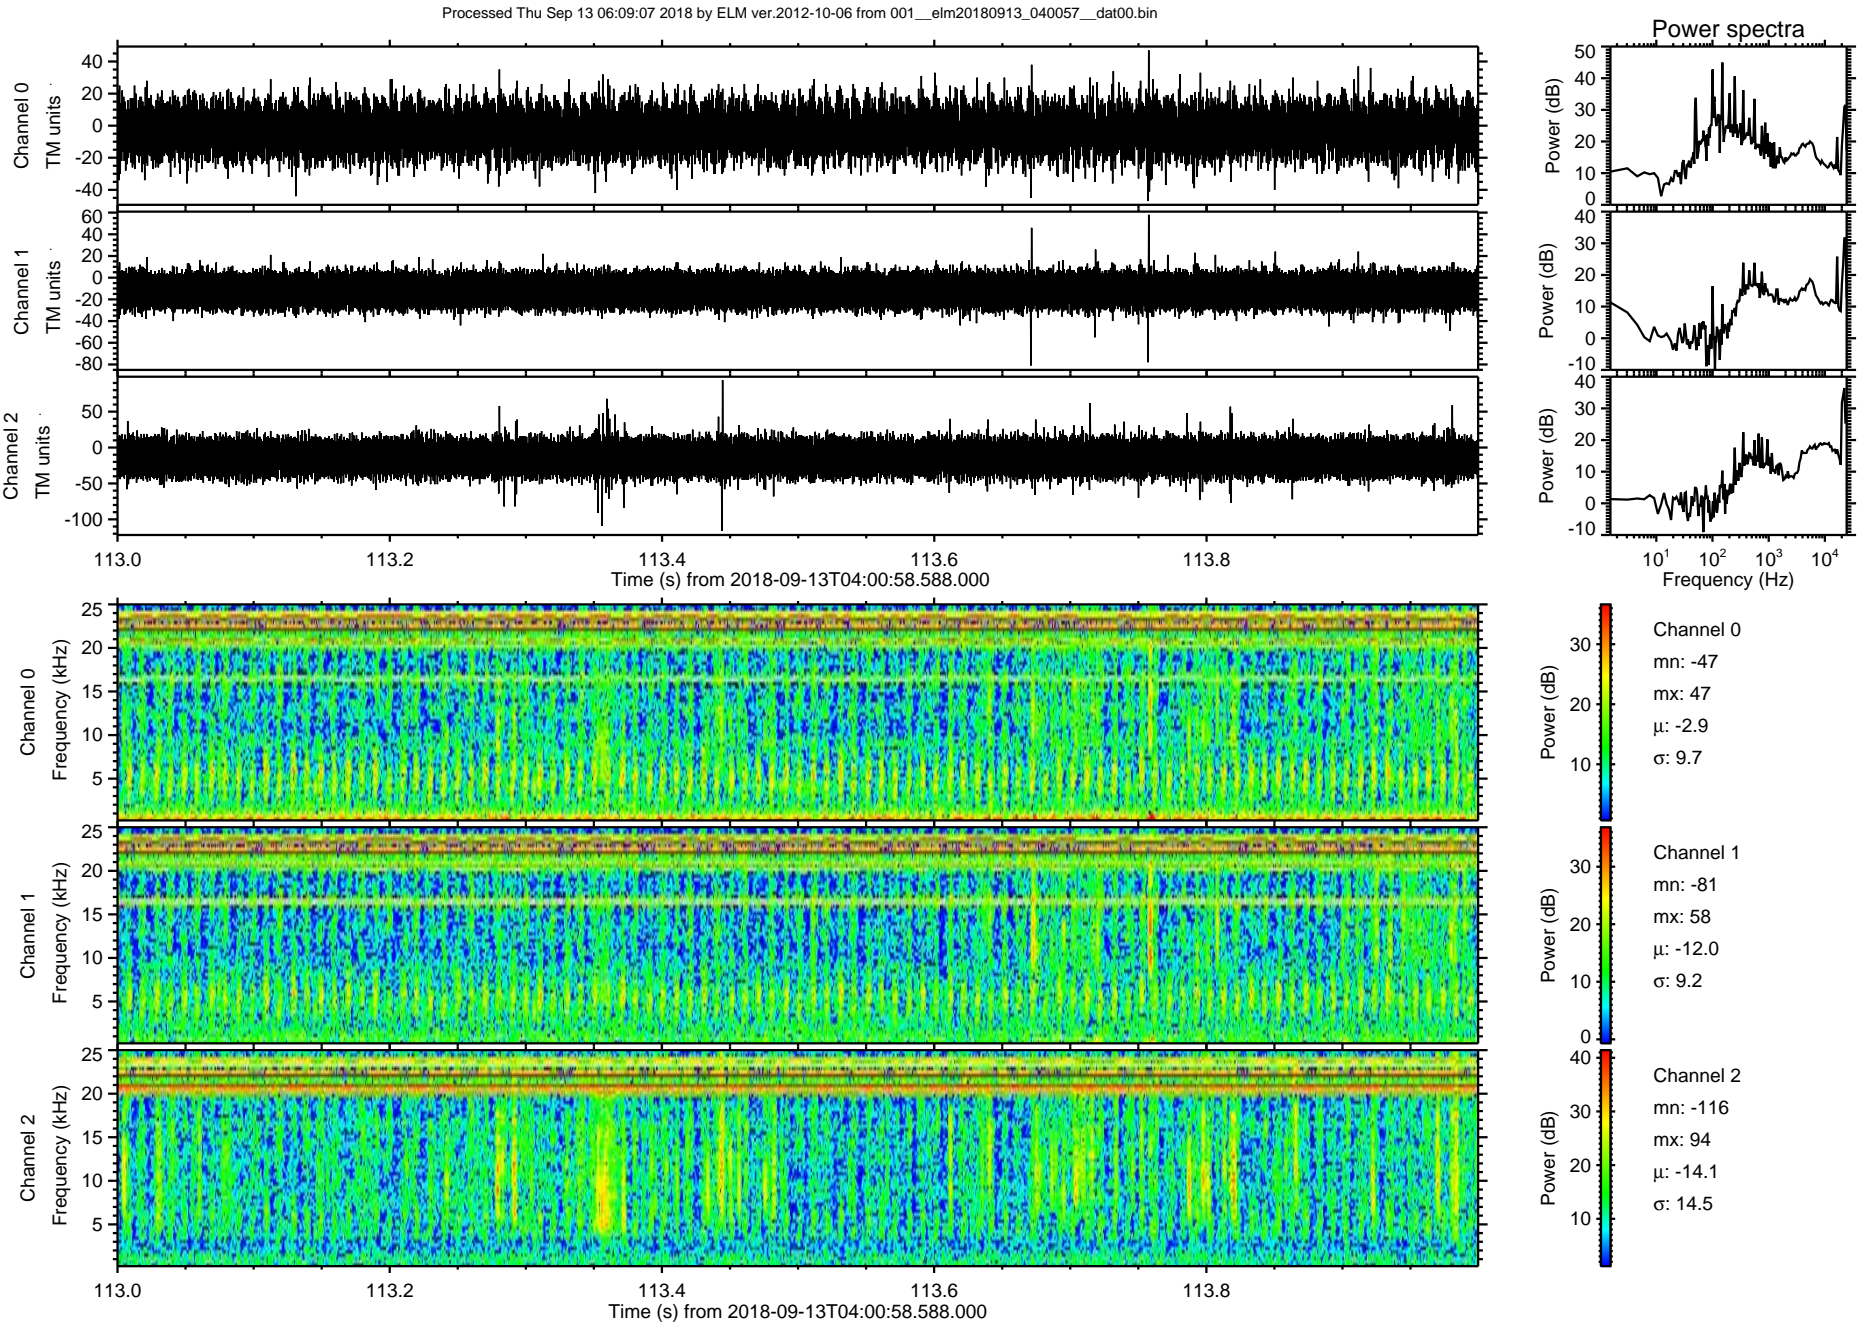 Processed Thu Sep 13 06:09:07 2018 by ELM ver.2012-10-06 from 001__elm20180913_040057__dat00.bin
Power spectra
Channel 0
TM units
40
20
0
-20
-40
Power (dB)
50
40
30
20
10
0
Channel 1
TM units
60
40
20
0
-20
-40
-60
-80
Power (dB)
40
30
20
10
0
-10
Channel 2
TM units
50
0
-50
-100
Power (dB)
40
30
20
10
0
-10
113.0 113.2 113.4 113.6 113.8
Time (s) from 2018-09-13T04:00:58.588.000
10¹ 10² 10³ 10⁴
Frequency (Hz)
Channel 0
Frequency (kHz)
25
20
15
10
5
Power (dB)
30
20
10
Channel 0
mn: -47
mx: 47
μ: -2.9
σ: 9.7
Channel 1
Frequency (kHz)
25
20
15
10
5
Power (dB)
30
20
10
0
Channel 1
mn: -81
mx: 58
μ: -12.0
σ: 9.2
Channel 2
Frequency (kHz)
25
20
15
10
5
Power (dB)
40
30
20
10
Channel 2
mn: -116
mx: 94
μ: -14.1
σ: 14.5
113.0 113.2 113.4 113.6 113.8
Time (s) from 2018-09-13T04:00:58.588.000